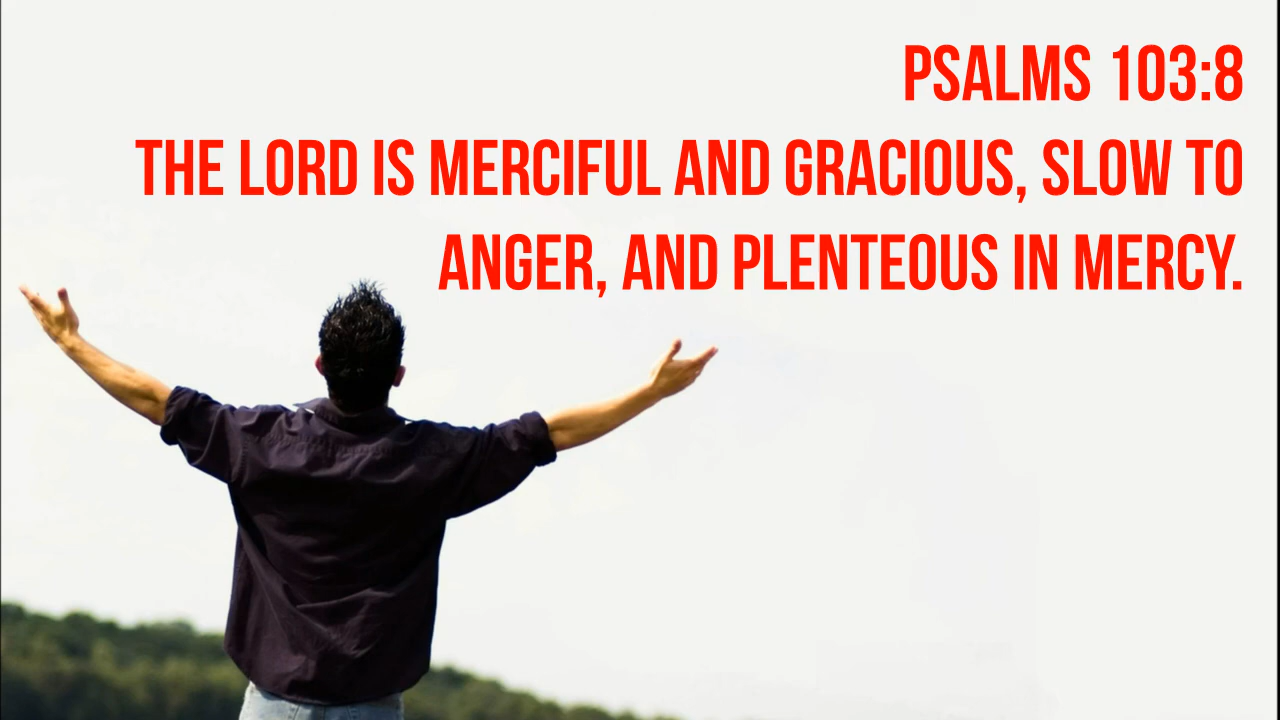 PSALMS 103:8
THE LORD IS MERCIFUL AND GRACIOUS, SLOW TO
ANGER, AND PLENTEOUS IN MERCY.